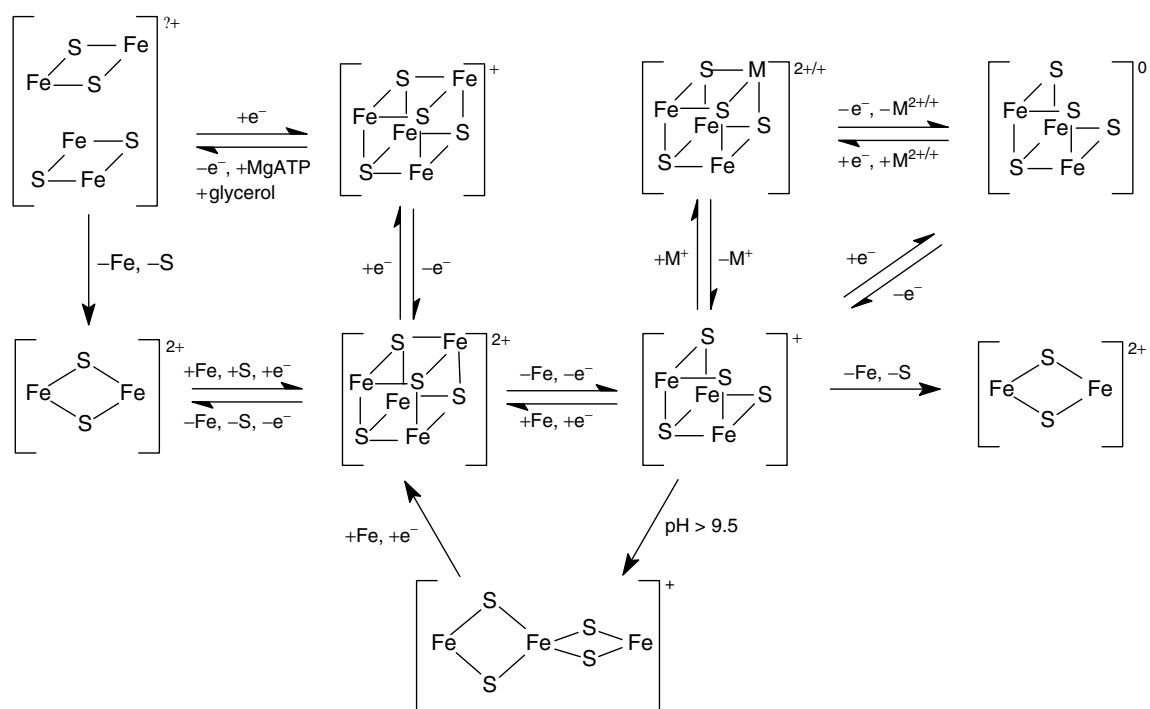 ?+
S Fe
Fe S
Fe S
S Fe
+e⁻
−e⁻, +MgATP
+glycerol
+
S Fe
Fe S
Fe S
S Fe
2+/+
S M
Fe S
Fe S
S Fe
−e⁻, −M²⁺/⁺
+e⁻, +M²⁺/⁺
0
S
Fe S
Fe S
S Fe
−Fe, −S
+e⁻ −e⁻
+M⁺ −M⁺
+e⁻
−e⁻
2+
S
Fe Fe
S
+Fe, +S, +e⁻
−Fe, −S, −e⁻
2+
S Fe
Fe S
Fe S
S Fe
−Fe, −e⁻
+Fe, +e⁻
+
S
Fe S
Fe S
S Fe
−Fe, −S
2+
S
Fe Fe
S
+Fe, +e⁻
pH > 9.5
+
S
S
Fe Fe Fe
S
S